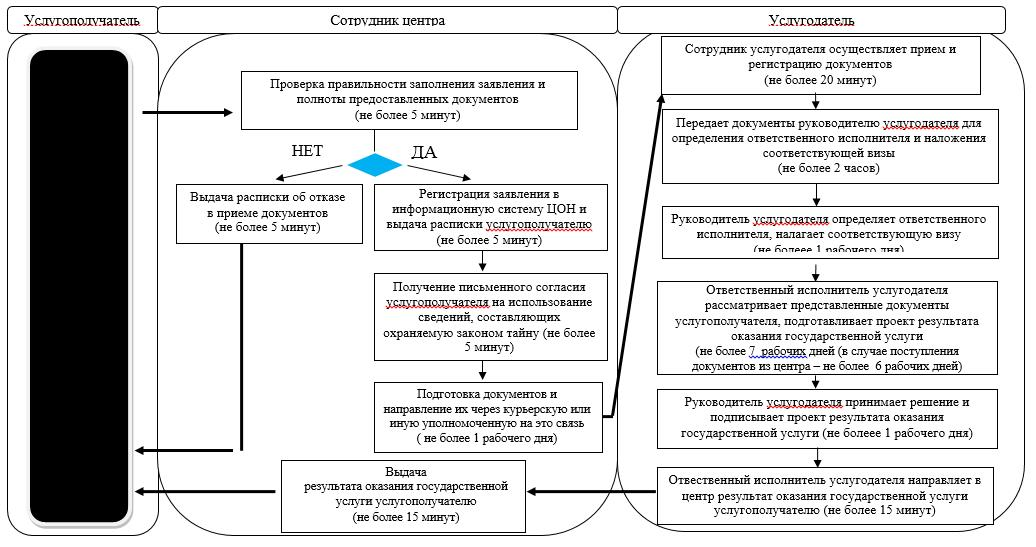 Услугополучатель
Сотрудник центра
Услугодатель
Проверка правильности заполнения заявления и
полноты предоставленных документов
(не более 5 минут)
НЕТ
ДА
Выдача расписки об отказе
в приеме документов
(не более 5 минут)
Регистрация заявления в
информационную систему ЦОН и
выдача расписки услугополучателю
(не более 5 минут)
Получение письменного согласия
услугополучателя на использование
сведений, составляющих
охраняемую законом тайну (не более
5 минут)
Подготовка документов и
направление их через курьерскую или
иную уполномоченную на это связь
( не более 1 рабочего дня)
Выдача
результата оказания государственной
услуги услугополучателю
(не более 15 минут)
Сотрудник услугодателя осуществляет прием и
регистрацию документов
(не более 20 минут)
Передает документы руководителю услугодателя для
определения ответственного исполнителя и наложения
соответствующей визы
(не более 2 часов)
Руководитель услугодателя определяет ответственного
исполнителя, налагает соответствующую визу
(не болееe 1 рабочего дня)
Ответственный исполнитель услугодателя
рассматривает представленные документы
услугополучателя, подготавливает проект результата
оказания государственной услуги
(не более 7 рабочих дней (в случае поступления
документов из центра – не более 6 рабочих дней)
Руководитель услугодателя принимает решение и
подписывает проект результата оказания
государственной услуги (не болееe 1 рабочего дня)
Отвественный исполнитель услугодателя направляет в
центр результат оказания государственной услуги
услугополучателю (не более 15 минут)